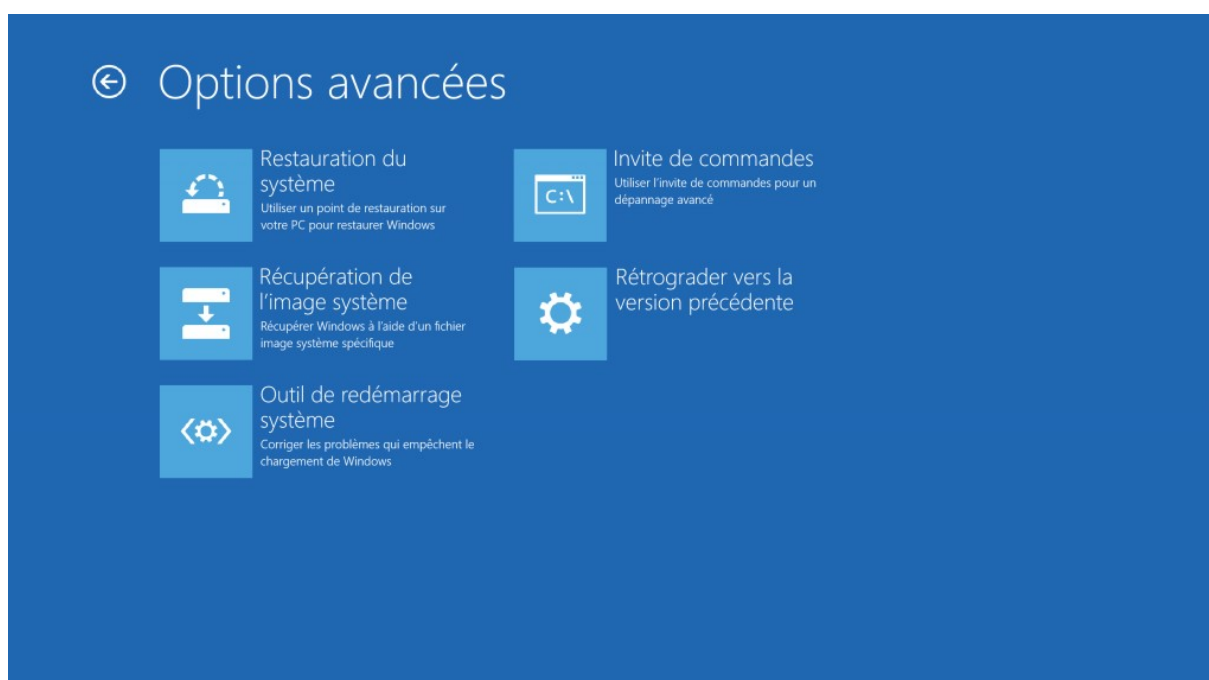 Options avancées
Restauration du
système
Utiliser un point de restauration sur
votre PC pour restaurer Windows
Récupération de
l'image système
Récupérer Windows à l'aide d'un fichier
image système spécifique
Outil de redémarrage
système
Corriger les problèmes qui empêchent le
chargement de Windows
Invite de commandes
Utiliser l'invite de commandes pour un
dépannage avancé
C:\
Rétrograder vers la
version précédente